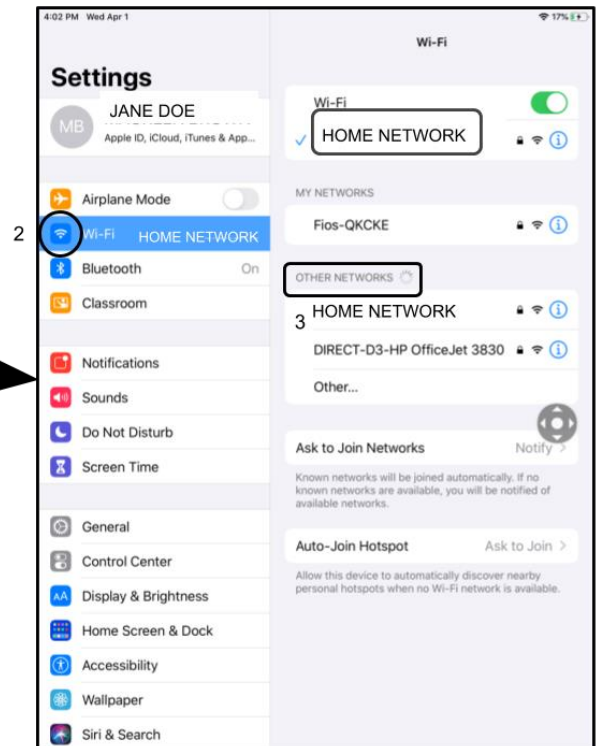 4:02 PM Wed Apr 1
17%
Settings
MB
JANE DOE
Apple ID, iCloud, iTunes & App...
Airplane Mode
2
Wi-Fi HOME NETWORK
Bluetooth On
Classroom
Notifications
Sounds
Do Not Disturb
Screen Time
General
Control Center
AA Display & Brightness
Home Screen & Dock
Accessibility
Wallpaper
Siri & Search
Wi-Fi
Wi-Fi
HOME NETWORK
MY NETWORKS
Fios-QKCKE
OTHER NETWORKS
3 HOME NETWORK
DIRECT-D3-HP OfficeJet 3830
Other...
Ask to Join Networks Notify
Known networks will be joined automatically. If no
known networks are available, you will be notified of
available networks.
Auto-Join Hotspot Ask to Join
Allow this device to automatically discover nearby
personal hotspots when no Wi-Fi network is available.